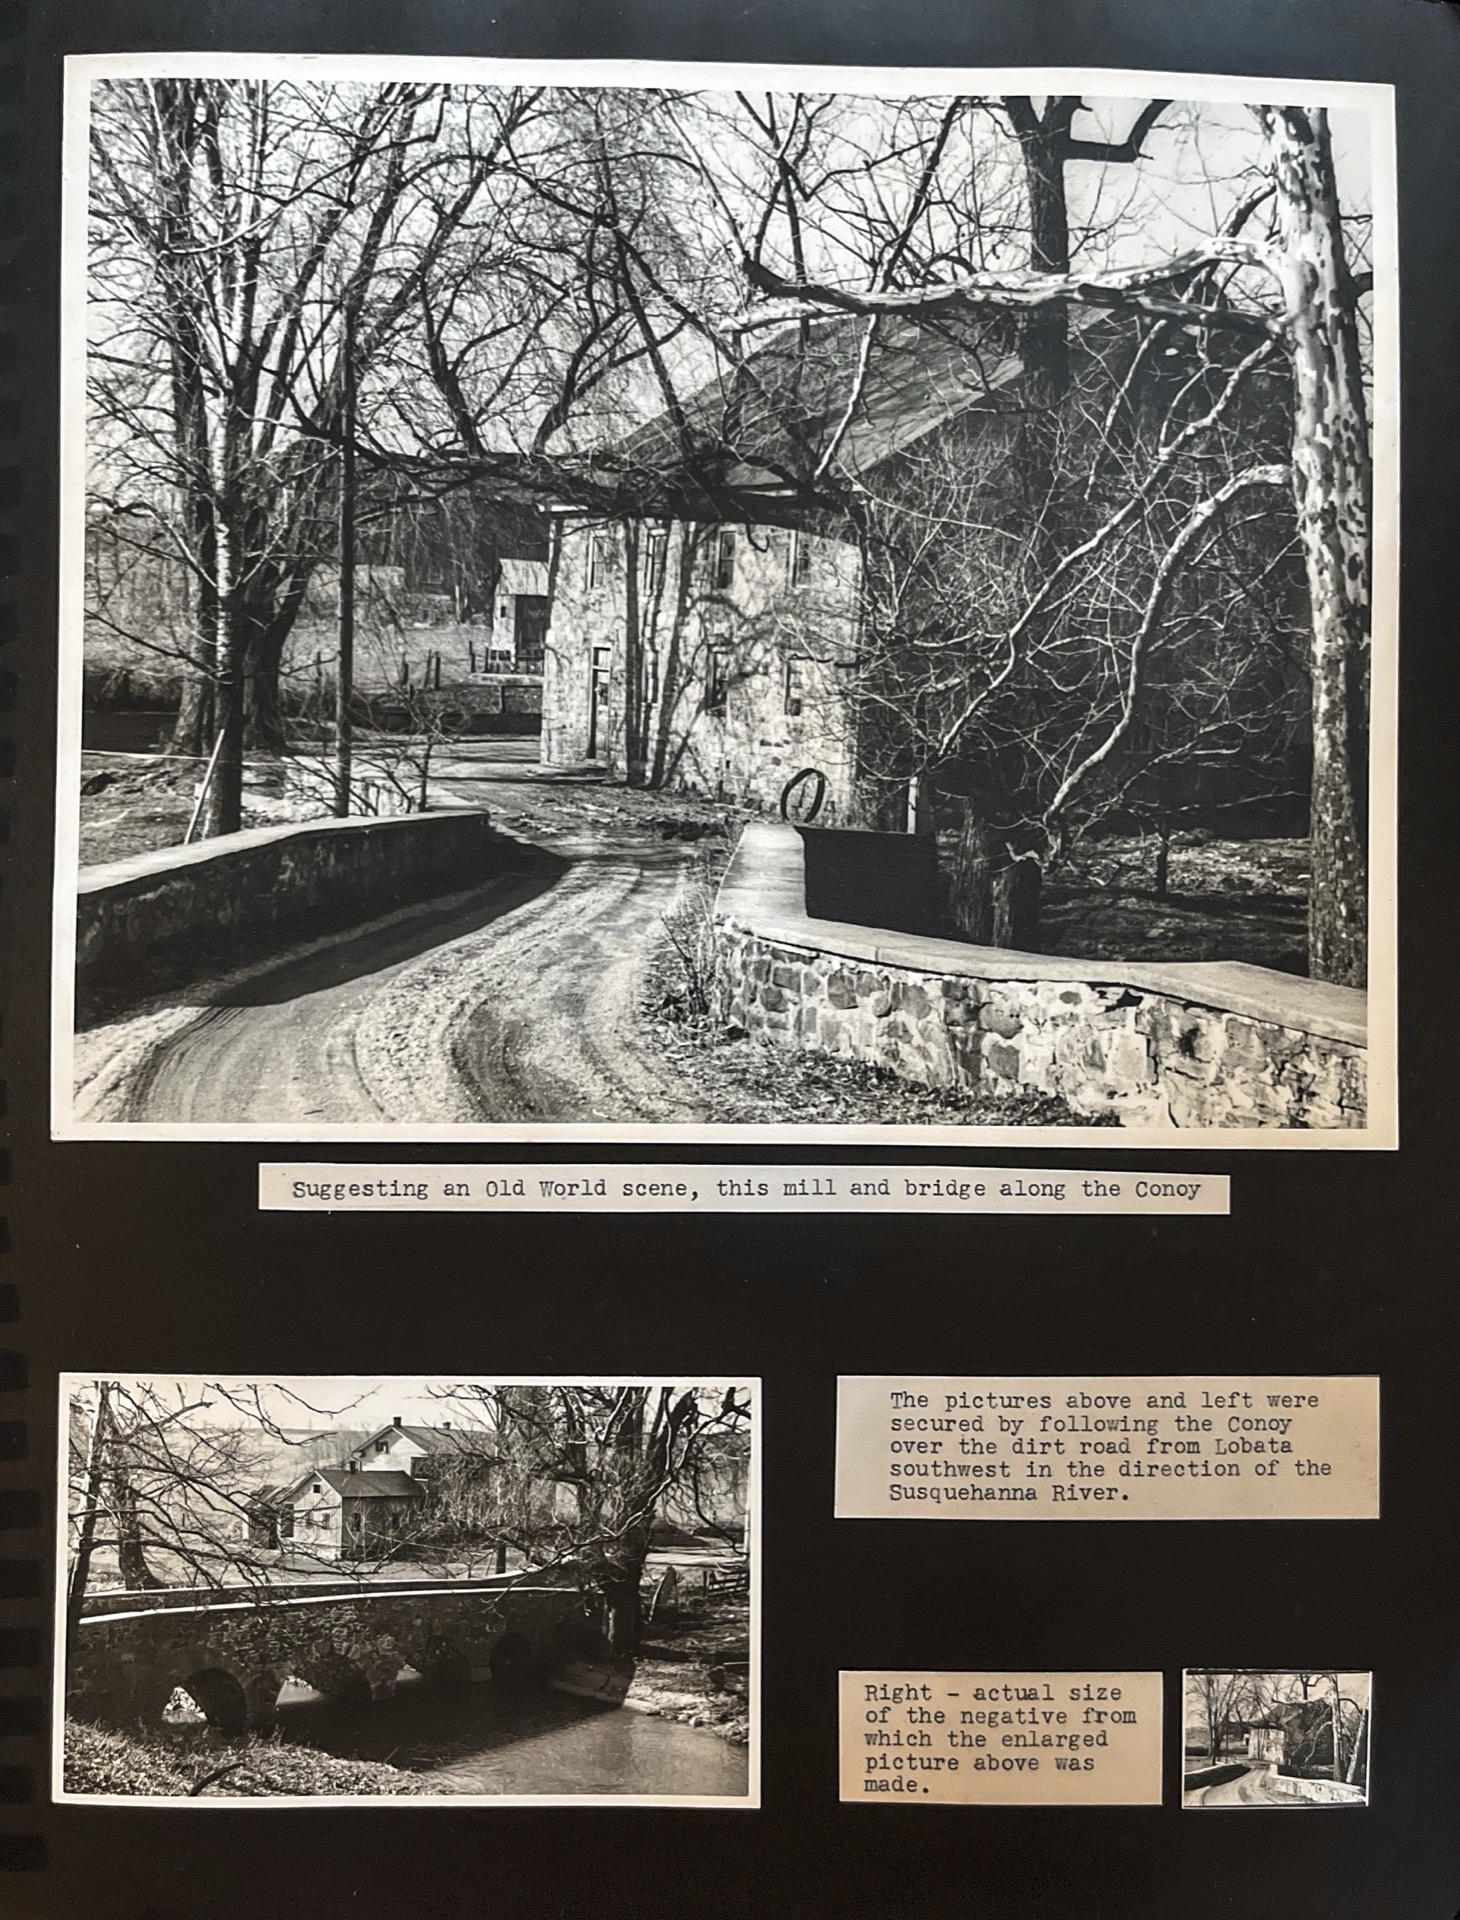 Suggesting an Old World scene, this mill and bridge along the Conoy
The pictures above and left were
secured by following the Conoy
over the dirt road from Lobata
southwest in the direction of the
Susquehanna River.
Right - actual size
of the negative from
which the enlarged
picture above was
made.